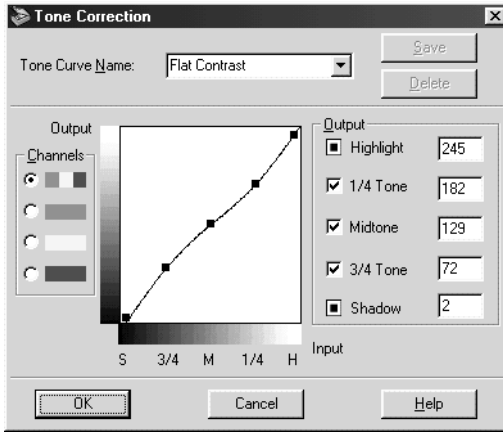 Tone Correction
Tone Curve Name:
Flat Contrast
Save
Delete
Output
Channels
S 3/4 M 1/4 H
Input
Output
Highlight 245
1/4 Tone 182
Midtone 129
3/4 Tone 72
Shadow 2
OK
Cancel
Help